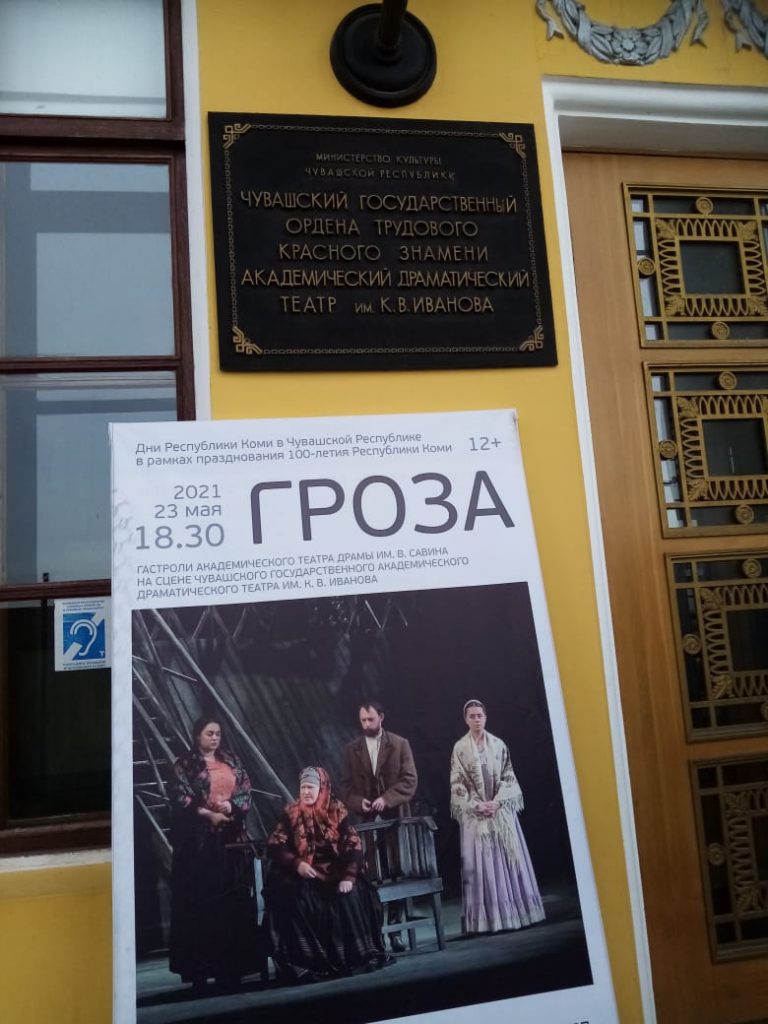 МИНИСТЕРСТВО КУЛЬТУРЫ
ЧУВАШСКОЙ РЕСПУБЛИКИ
ЧУВАШСКИЙ ГОСУДАРСТВЕННЫЙ
ОРДЕНА ТРУДОВОГО
КРАСНОГО ЗНАМЕНИ
АКАДЕМИЧЕСКИЙ ДРАМАТИЧЕСКИЙ
ТЕАТР ИМ. К.В. ИВАНОВА
Дни Республики Коми в Чувашской Республике
в рамках празднования 100-летия Республики Коми
12+
2021
23 мая
18.30
ГРОЗА
ГАСТРОЛИ АКАДЕМИЧЕСКОГО ТЕАТРА ДРАМЫ ИМ. В. САВИНА
НА СЦЕНЕ ЧУВАШСКОГО ГОСУДАРСТВЕННОГО АКАДЕМИЧЕСКОГО
ДРАМАТИЧЕСКОГО ТЕАТРА ИМ. К. В. ИВАНОВА
T